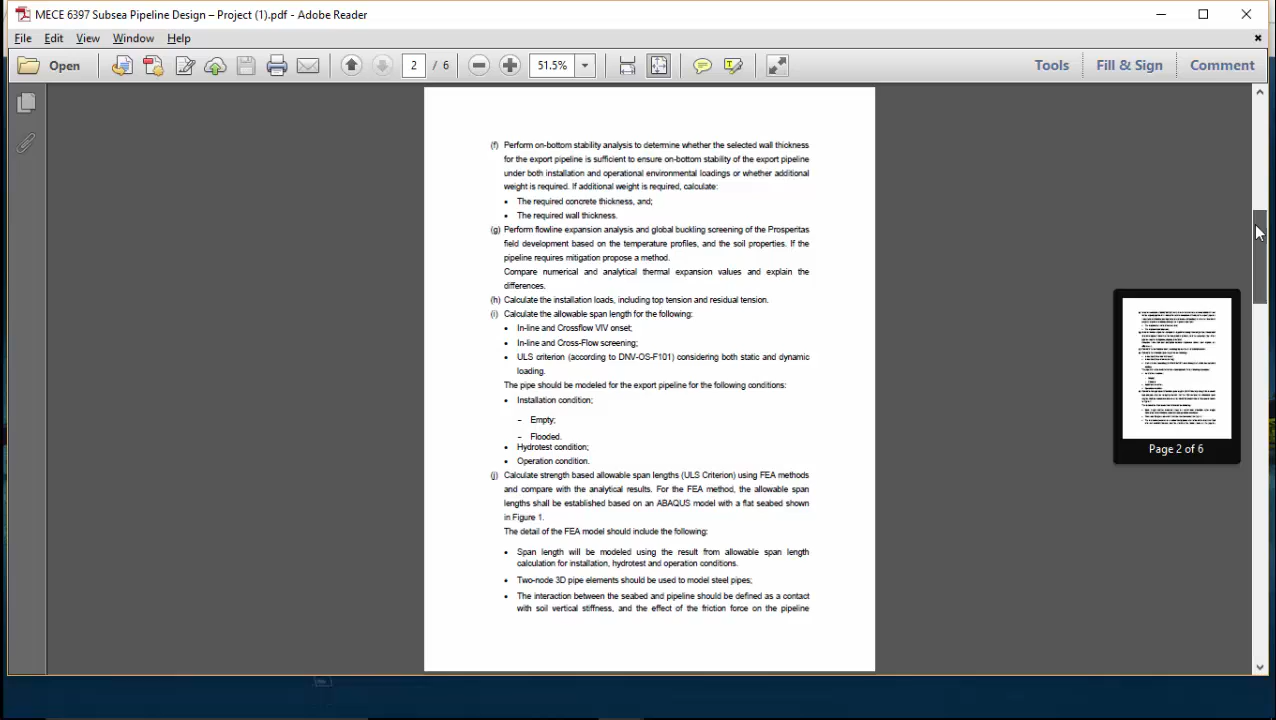 MECE 6397 Subsea Pipeline Design – Project (1).pdf - Adobe Reader
File Edit View Window Help
Open 2 / 6 51.5% Tools Fill & Sign Comment
(f) Perform on-bottom stability analysis to determine whether the selected wall thickness
for the export pipeline is sufficient to ensure on-bottom stability of the export pipeline
under both installation and operational environmental loadings or whether additional
weight is required. If additional weight is required, calculate:
• The required concrete thickness, and;
• The required wall thickness.
(g) Perform flowline expansion analysis and global buckling screening of the Prosperitas
field development based on the temperature profiles, and the soil properties. If the
pipeline requires mitigation propose a method.
Compare numerical and analytical thermal expansion values and explain the
differences.
(h) Calculate the installation loads, including top tension and residual tension.
(i) Calculate the allowable span length for the following:
• In-line and Crossflow VIV onset;
• In-line and Cross-Flow screening;
• ULS criterion (according to DNV-OS-F101) considering both static and dynamic
loading.
The pipe should be modeled for the export pipeline for the following conditions:
• Installation condition;
– Empty;
– Flooded.
• Hydrotest condition;
• Operation condition.
(j) Calculate strength based allowable span lengths (ULS Criterion) using FEA methods
and compare with the analytical results. For the FEA method, the allowable span
lengths shall be established based on an ABAQUS model with a flat seabed shown
in Figure 1.
The detail of the FEA model should include the following:
• Span length will be modeled using the result from allowable span length
calculation for installation, hydrotest and operation conditions.
• Two-node 3D pipe elements should be used to model steel pipes;
• The interaction between the seabed and pipeline should be defined as a contact
with soil vertical stiffness, and the effect of the friction force on the pipeline
Page 2 of 6